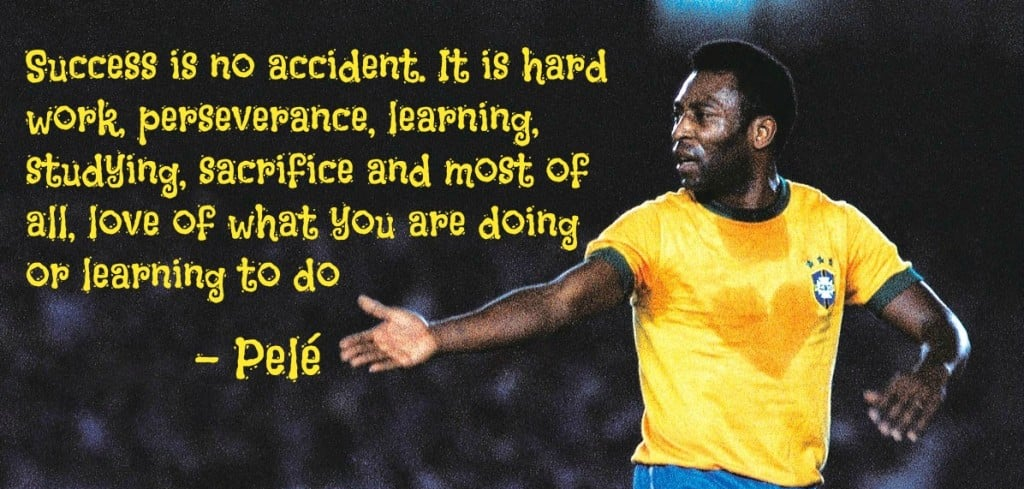 Success is no accident. It is hard
work, perseverance, learning,
studying, sacrifice and most of
all, love of what you are doing
or learning to do
– Pelé